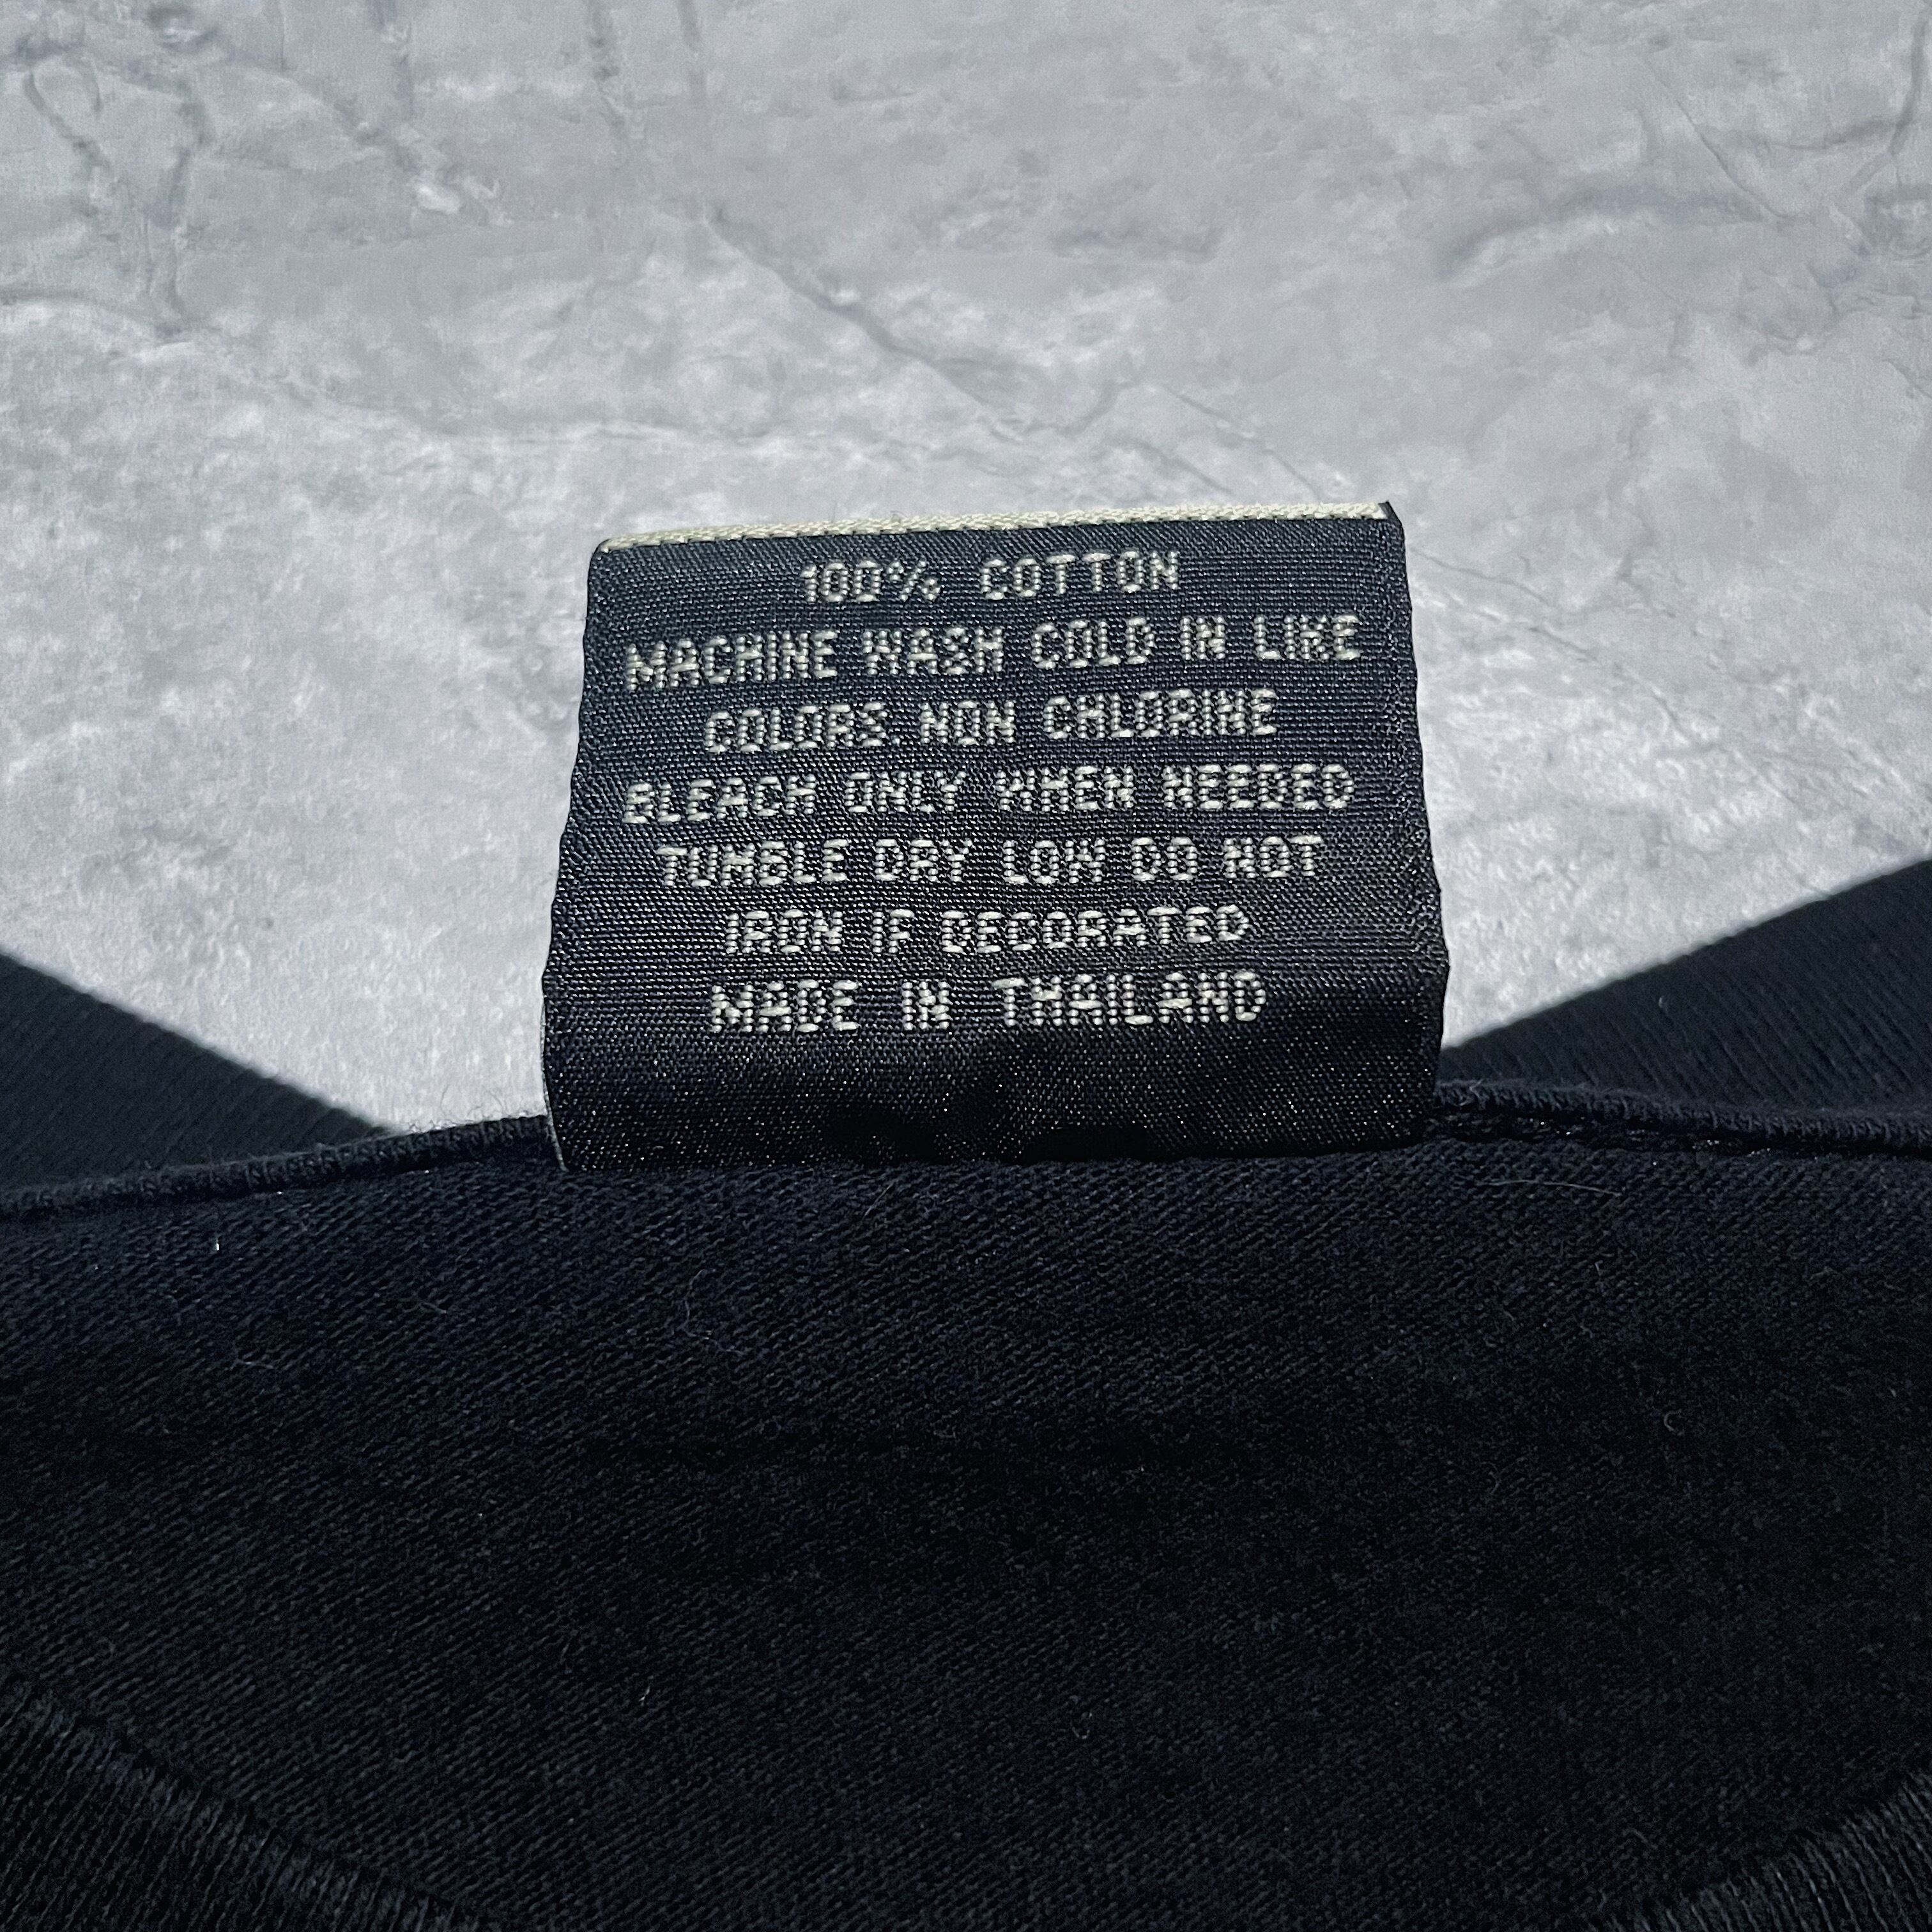 100% COTTON
MACHINE WASH COLD IN LIKE
COLORS NON CHLORINE
BLEACH ONLY WHEN NEEDED
TUMBLE DRY LOW DO NOT
IRON IF DECORATED
MADE IN THAILAND